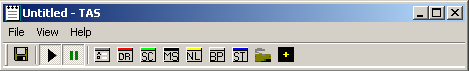 Untitled - TAS
File View Help
DR SC MS NL BP ST